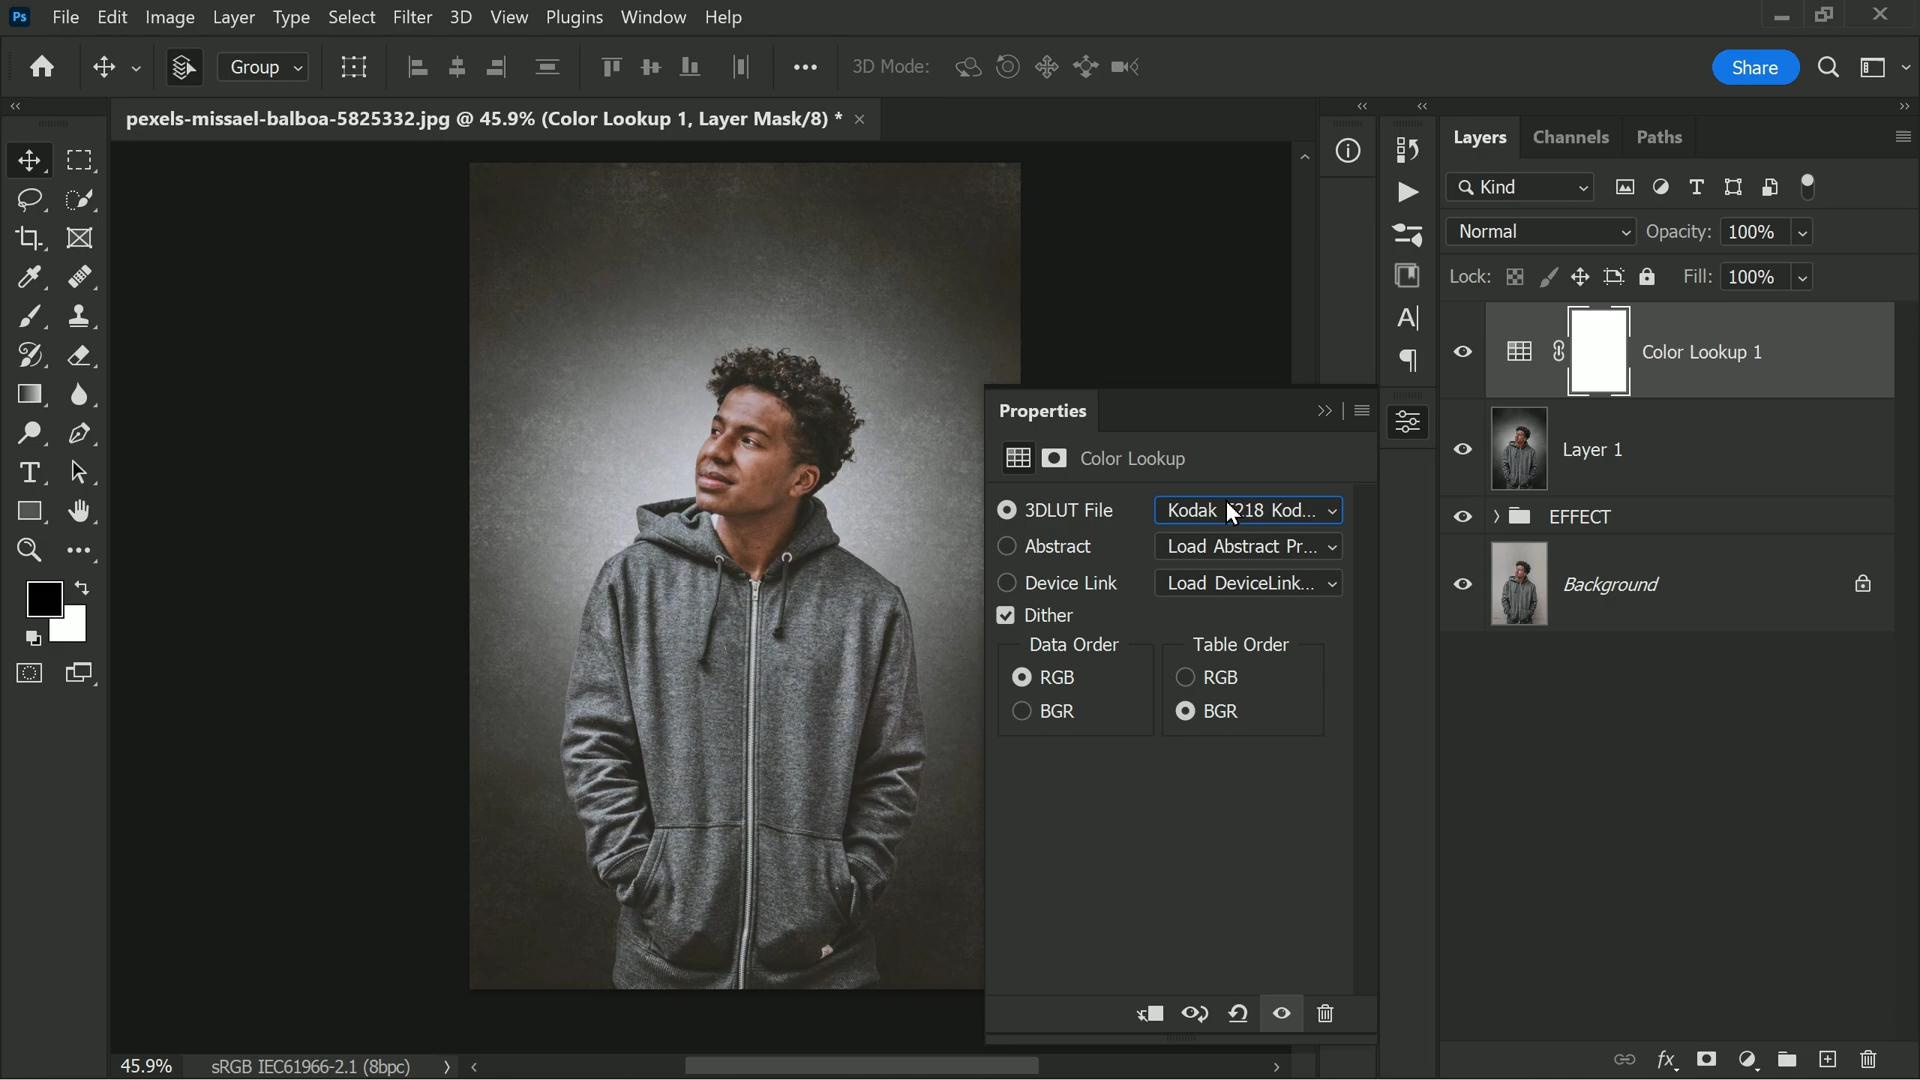 Ps File Edit Image Layer Type Select Filter 3D View Plugins Window Help
Group 3D Mode: Share
pexels-missael-balboa-5825332.jpg @ 45.9% (Color Lookup 1, Layer Mask/8) *
Layers Channels Paths
Kind
Normal Opacity: 100%
Lock: Fill: 100%
Color Lookup 1
Layer 1
EFFECT
Background
Properties
Color Lookup
3DLUT File Kodak 218 Kod...
Abstract Load Abstract Pr...
Device Link Load DeviceLink...
Dither
Data Order Table Order
RGB RGB
BGR BGR
45.9% sRGB IEC61966-2.1 (8bpc)